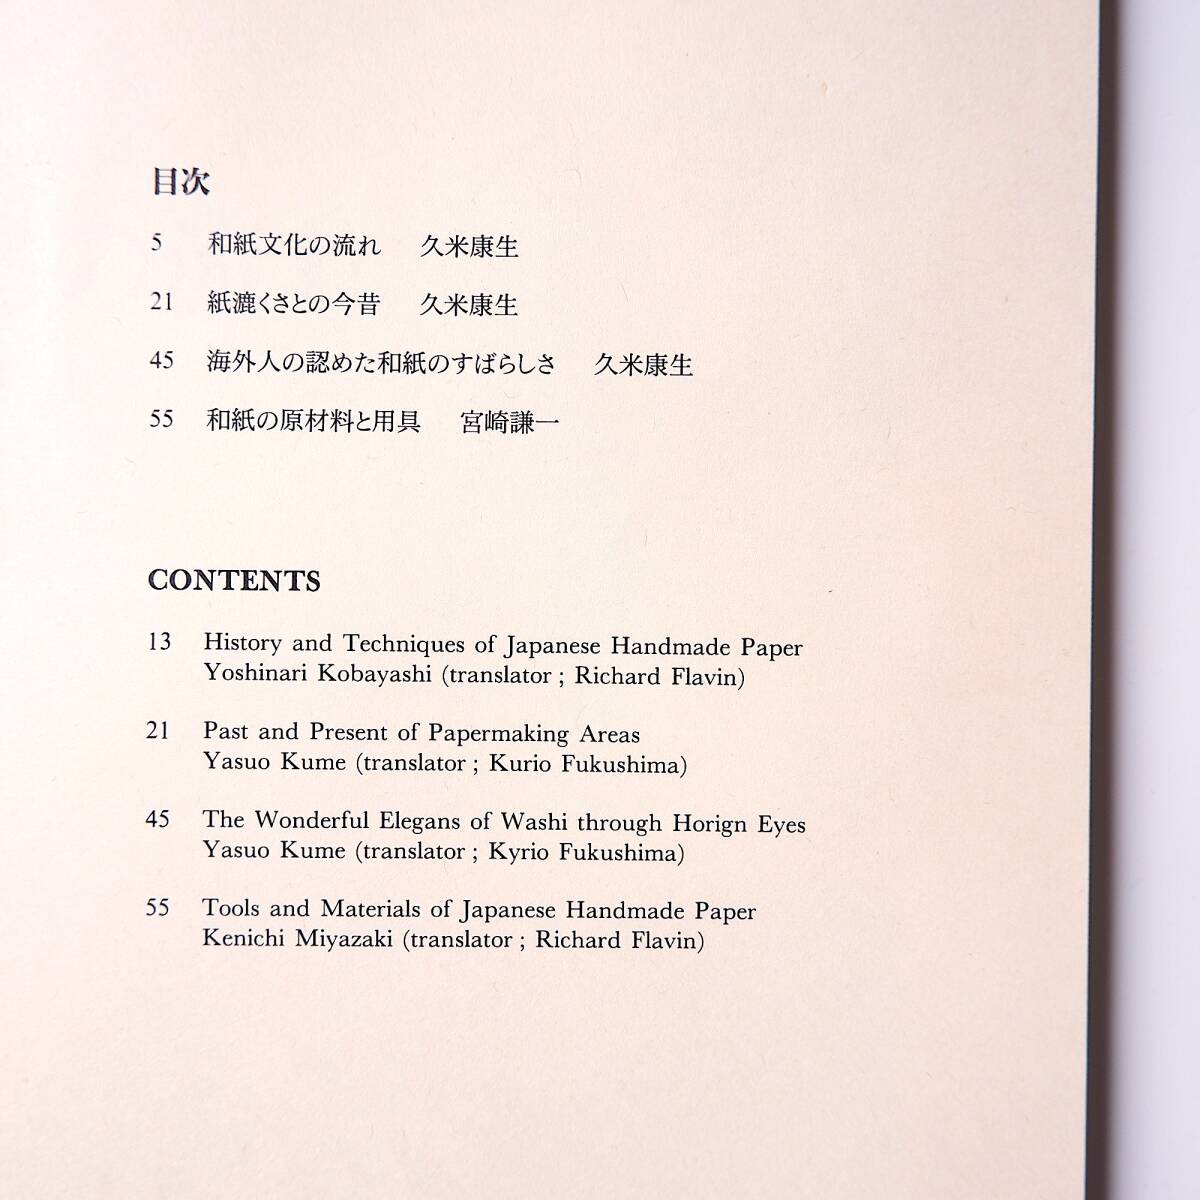 目次
5 和紙文化の流れ 久米康生
21 紙漉くさとの今昔 久米康生
45 海外人の認めた和紙のすばらしさ 久米康生
55 和紙の原材料と用具 宮崎謙一
CONTENTS
13 History and Techniques of Japanese Handmade Paper
Yoshinari Kobayashi (translator ; Richard Flavin)
21 Past and Present of Papermaking Areas
Yasuo Kume (translator ; Kurio Fukushima)
45 The Wonderful Elegans of Washi through Horign Eyes
Yasuo Kume (translator ; Kyrio Fukushima)
55 Tools and Materials of Japanese Handmade Paper
Kenichi Miyazaki (translator ; Richard Flavin)